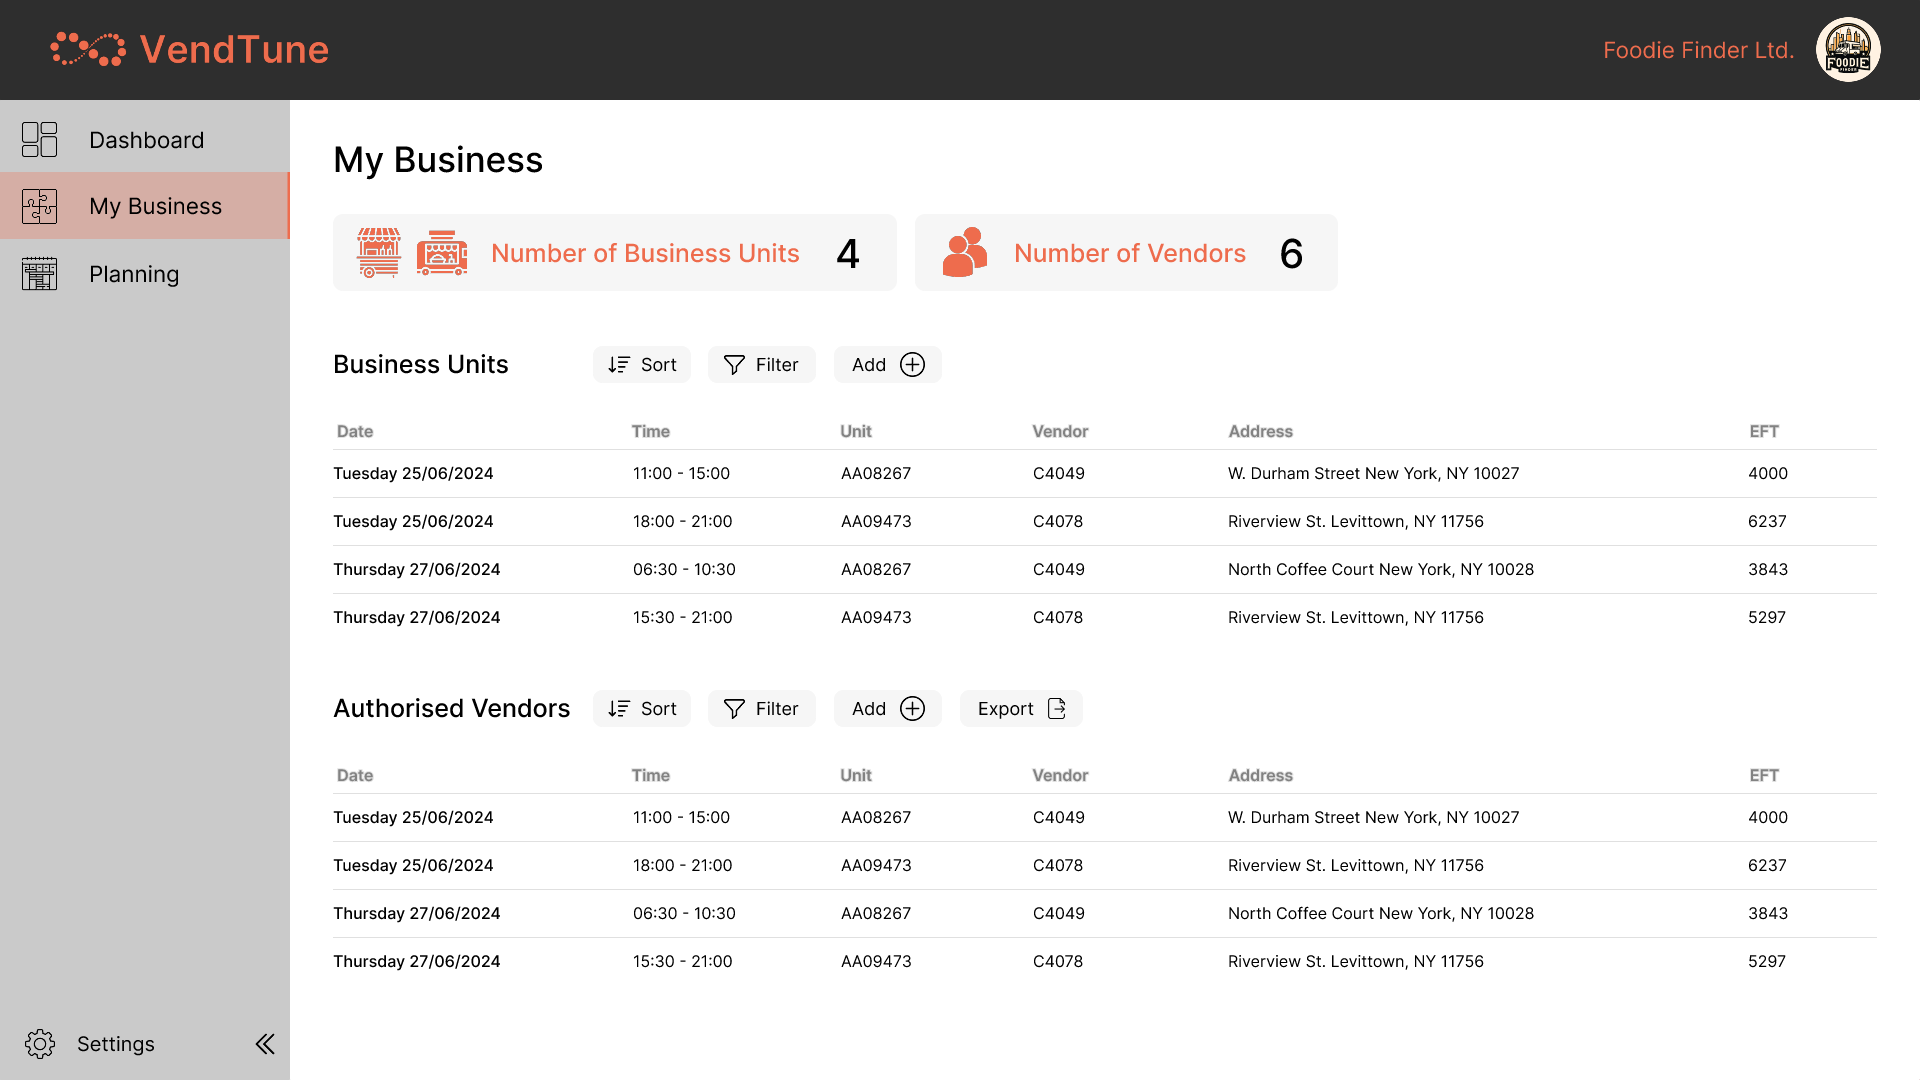 VendTune
Foodie Finder Ltd.
FOODIE
FINDER
Dashboard
My Business
Planning
Settings
My Business
Number of Business Units 4
Number of Vendors 6
Business Units Sort Filter Add
Date Time Unit Vendor Address EFT
Tuesday 25/06/2024 11:00 - 15:00 AA08267 C4049 W. Durham Street New York, NY 10027 4000
Tuesday 25/06/2024 18:00 - 21:00 AA09473 C4078 Riverview St. Levittown, NY 11756 6237
Thursday 27/06/2024 06:30 - 10:30 AA08267 C4049 North Coffee Court New York, NY 10028 3843
Thursday 27/06/2024 15:30 - 21:00 AA09473 C4078 Riverview St. Levittown, NY 11756 5297
Authorised Vendors Sort Filter Add Export
Date Time Unit Vendor Address EFT
Tuesday 25/06/2024 11:00 - 15:00 AA08267 C4049 W. Durham Street New York, NY 10027 4000
Tuesday 25/06/2024 18:00 - 21:00 AA09473 C4078 Riverview St. Levittown, NY 11756 6237
Thursday 27/06/2024 06:30 - 10:30 AA08267 C4049 North Coffee Court New York, NY 10028 3843
Thursday 27/06/2024 15:30 - 21:00 AA09473 C4078 Riverview St. Levittown, NY 11756 5297